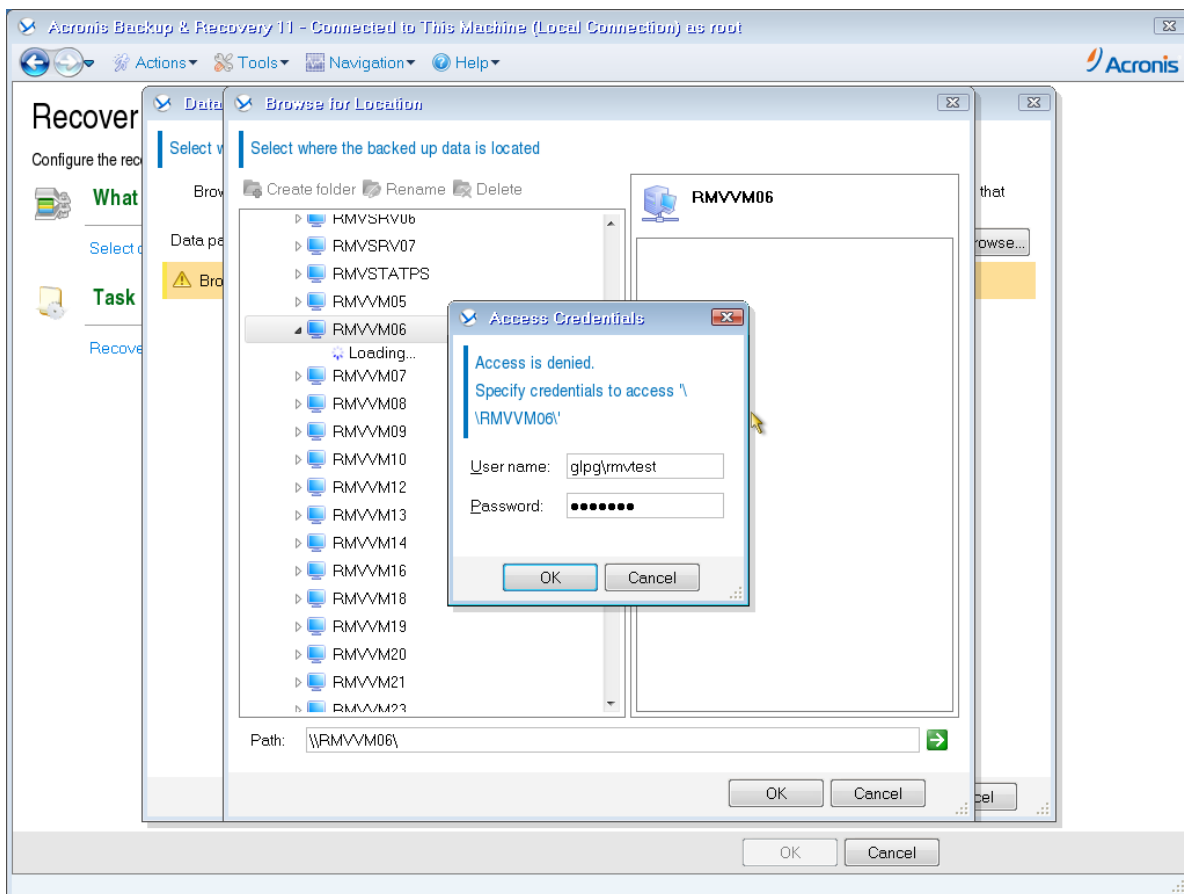 Acronis Backup & Recovery 11 - Connected to This Machine (Local Connection) as root
Actions Tools Navigation Help
Acronis
Recover
Configure the rec
What
Select
Task
Recove
Data
Select w
Brow
that
Data pa
rowse...
Bro
Browse for Location
Select where the backed up data is located
Create folder Rename Delete
RMVSRV06
RMVSRV07
RMVSTATPS
RMVVM05
RMVVM06
Loading...
RMVVM07
RMVVM08
RMVVM09
RMVVM10
RMVVM12
RMVVM13
RMVVM14
RMVVM16
RMVVM18
RMVVM19
RMVVM20
RMVVM21
RMVVM23
RMVVM06
Access Credentials
Access is denied.
Specify credentials to access '\
\RMVVM06\'
User name: glpg\rmvtest
Password: ●●●●●●●
OK Cancel
Path: \\RMVVM06\
OK Cancel
cel
OK Cancel